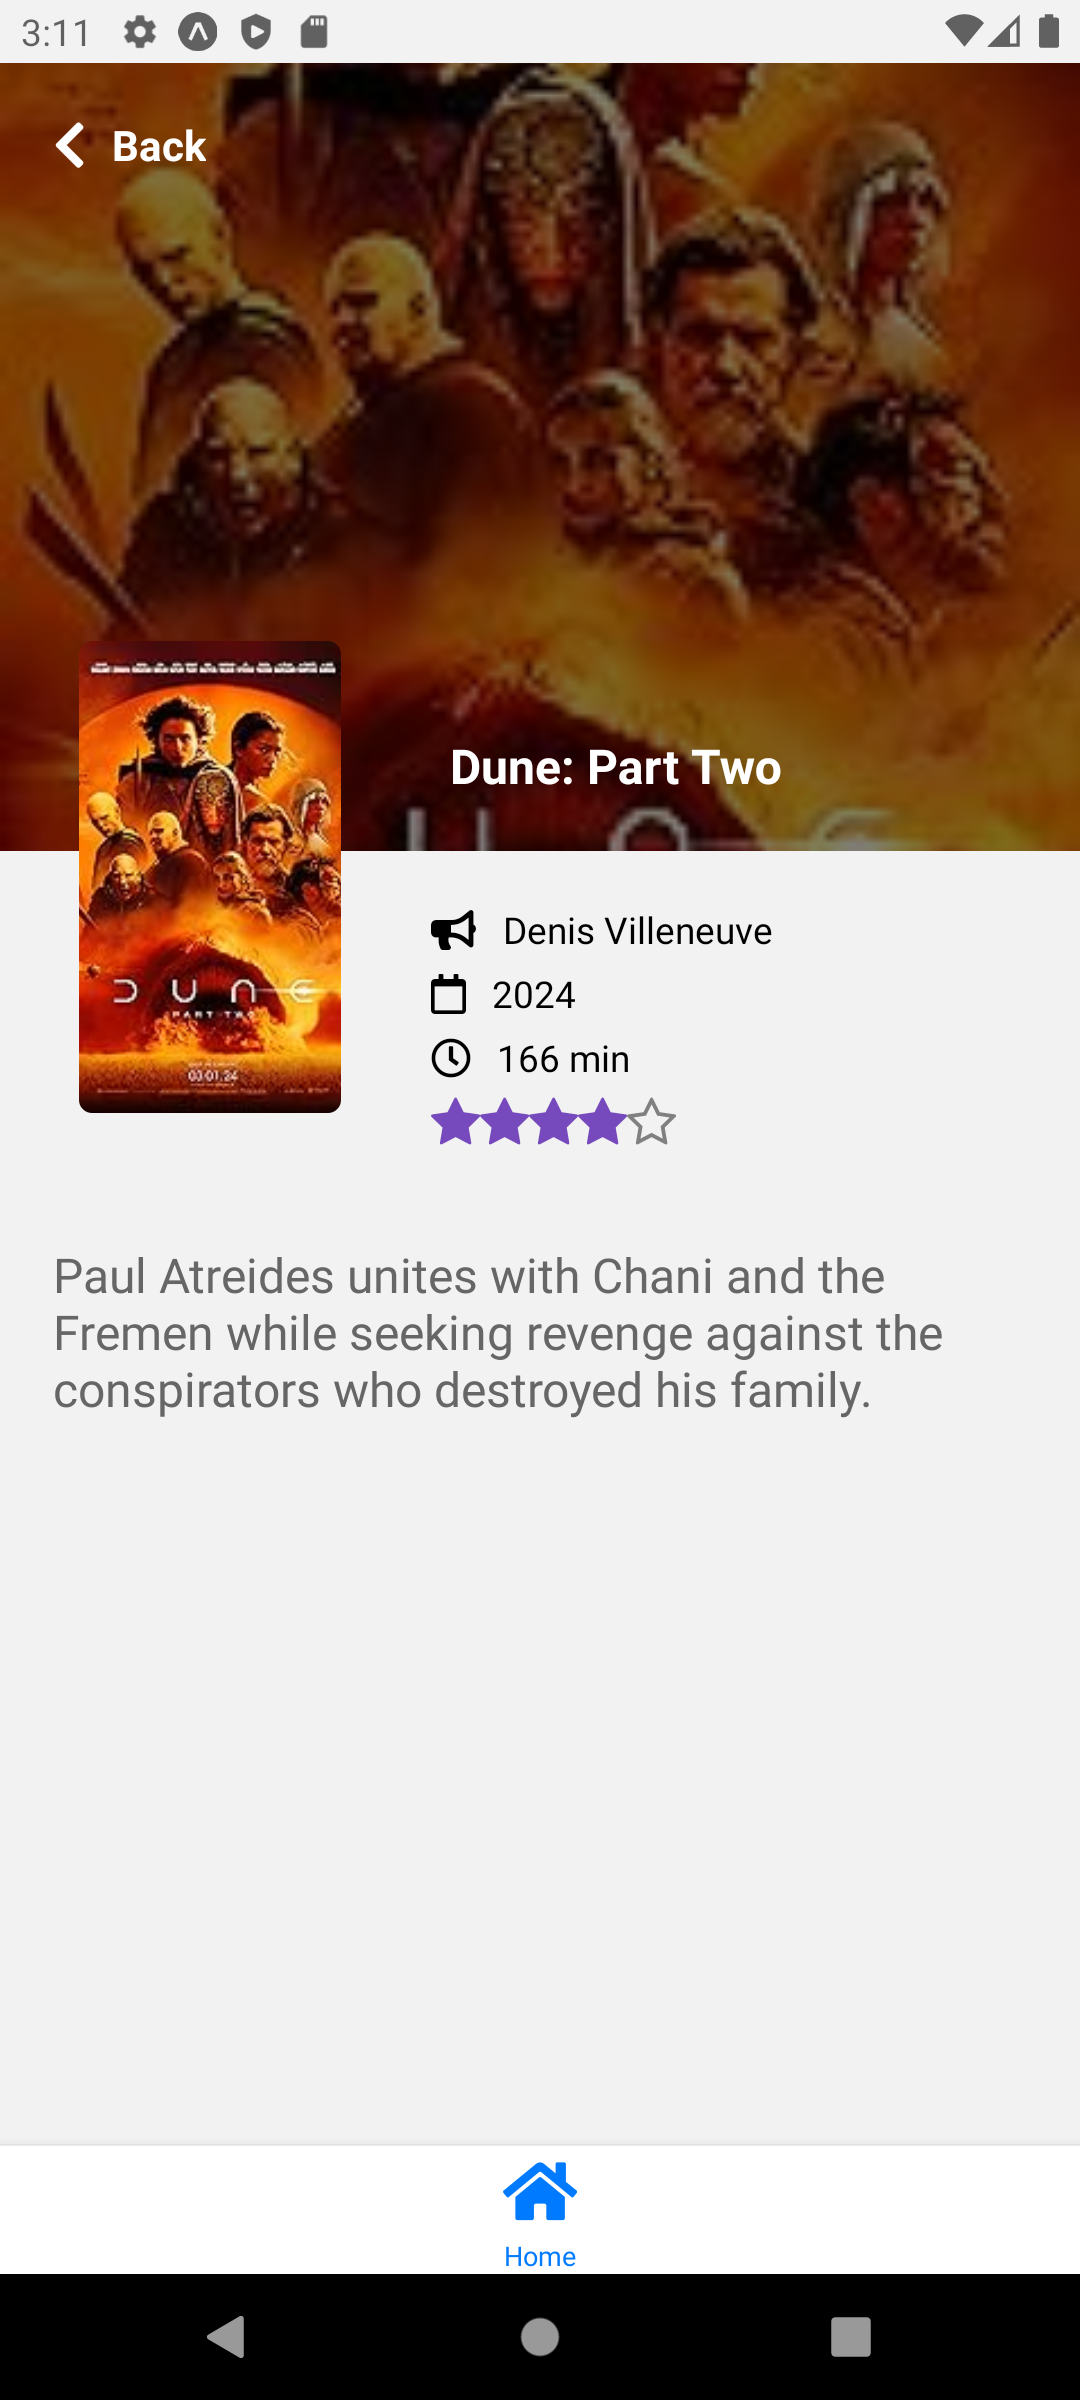 3:11
Back
Dune: Part Two
DUNE
PART TWO
03.01.24
Denis Villeneuve
2024
166 min
Paul Atreides unites with Chani and the
Fremen while seeking revenge against the
conspirators who destroyed his family.
Home